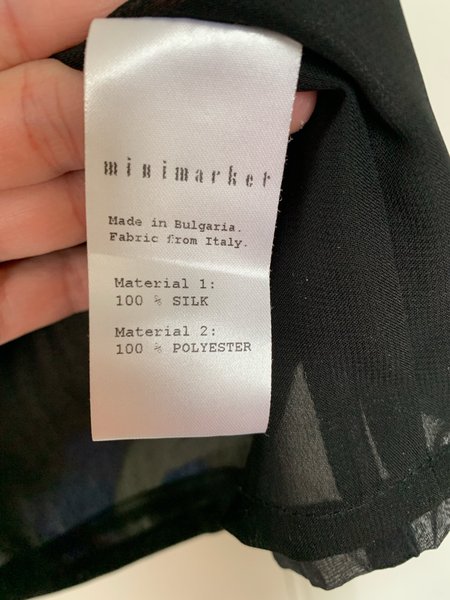 minimarket
Made in Bulgaria.
Fabric from Italy.
Material 1:
100 % SILK
Material 2:
100 % POLYESTER